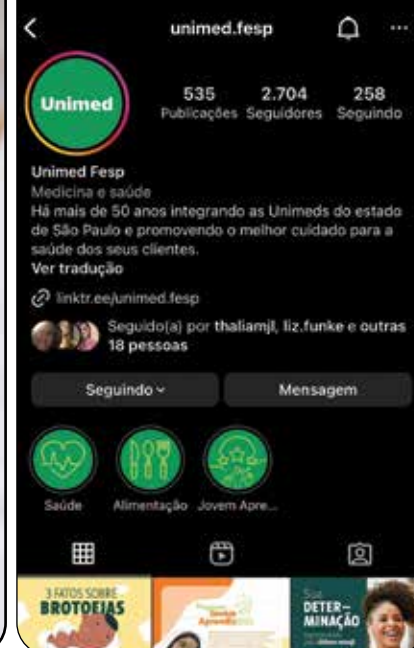 unimed.fesp
Unimed
535 2.704 258
Publicações Seguidores Seguindo
Unimed Fesp
Medicina e saúde
Há mais de 50 anos integrando as Unimeds do estado
de São Paulo e promovendo o melhor cuidado para a
saúde dos seus clientes.
Ver tradução
linktr.ee/unimed.fesp
Seguido(a) por thaliamjl, liz.funke e outras
18 pessoas
Seguindo Mensagem
Saúde Alimentação Jovem Apre...
3 FATOS SOBRE
BROTOEJAS
Jovem
Aprendiz
Sua
DETER-
MINAÇÃO